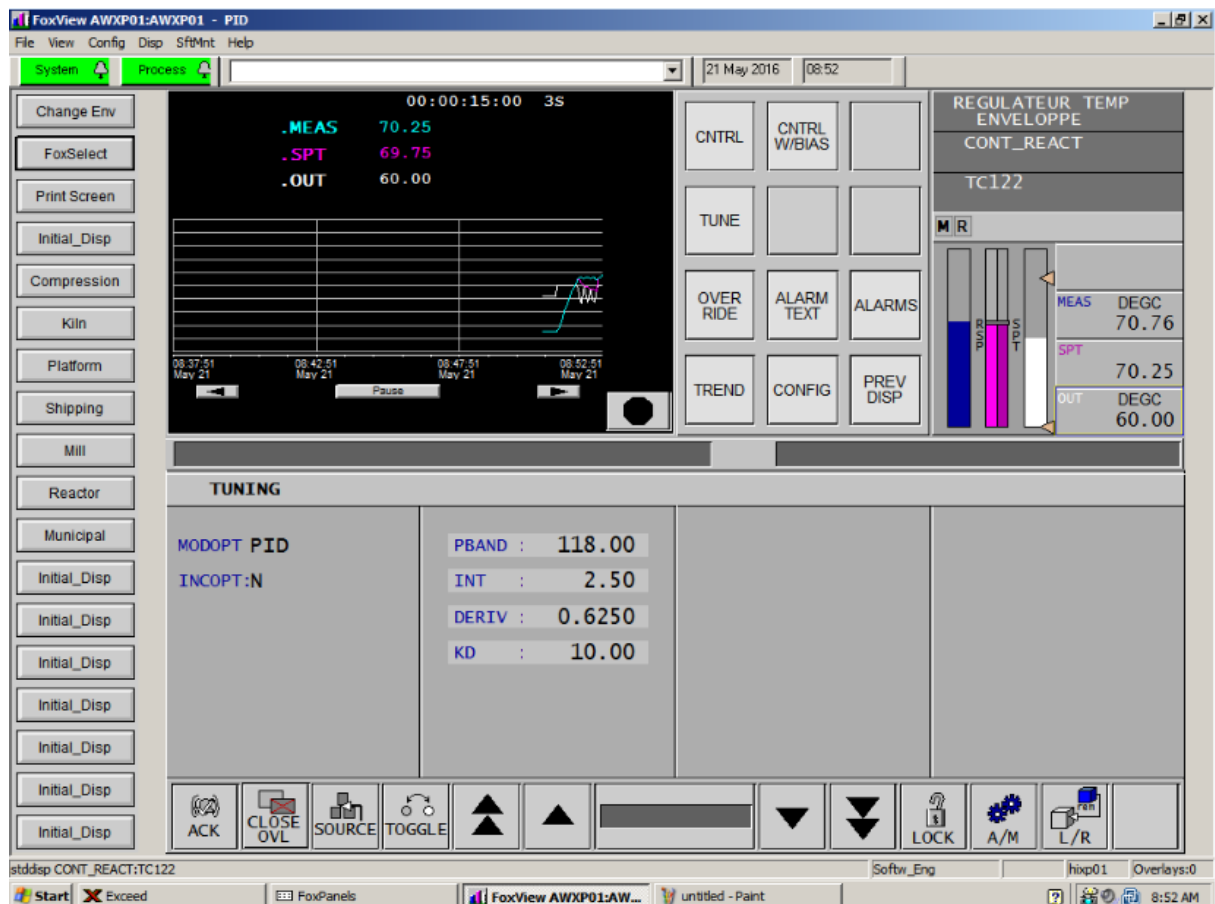 FoxView AWXP01:AWXP01 - PID
File View Config Disp SftMnt Help
System Process 21 May 2016 08:52
Change Env
FoxSelect
Print Screen
Initial_Disp
Compression
Kiln
Platform
Shipping
Mill
Reactor
Municipal
Initial_Disp
Initial_Disp
Initial_Disp
Initial_Disp
Initial_Disp
Initial_Disp
Initial_Disp
00:00:15:00 3S
.MEAS 70.25
.SPT 69.75
.OUT 60.00
08:37:51 08:42:51 08:47:51 08:52:51
May 21 May 21 May 21 May 21
Pause
CNTRL
CNTRL
W/BIAS
TUNE
OVER
RIDE
ALARM
TEXT
ALARMS
TREND
CONFIG
PREV
DISP
REGULATEUR TEMP
ENVELOPPE
CONT_REACT
TC122
M R
RSP
SPT
MEAS DEGC
70.76
SPT
70.25
OUT DEGC
60.00
TUNING
MODOPT PID
INCOPT:N
PBAND : 118.00
INT : 2.50
DERIV : 0.6250
KD : 10.00
ACK
CLOSE
OVL
SOURCE
TOGGLE
LOCK
A/M
ren
L/R
stddisp CONT_REACT:TC122 Softw_Eng hixp01 Overlays:0
Start Exceed FoxPanels FoxView AWXP01:AW... untitled - Paint 8:52 AM